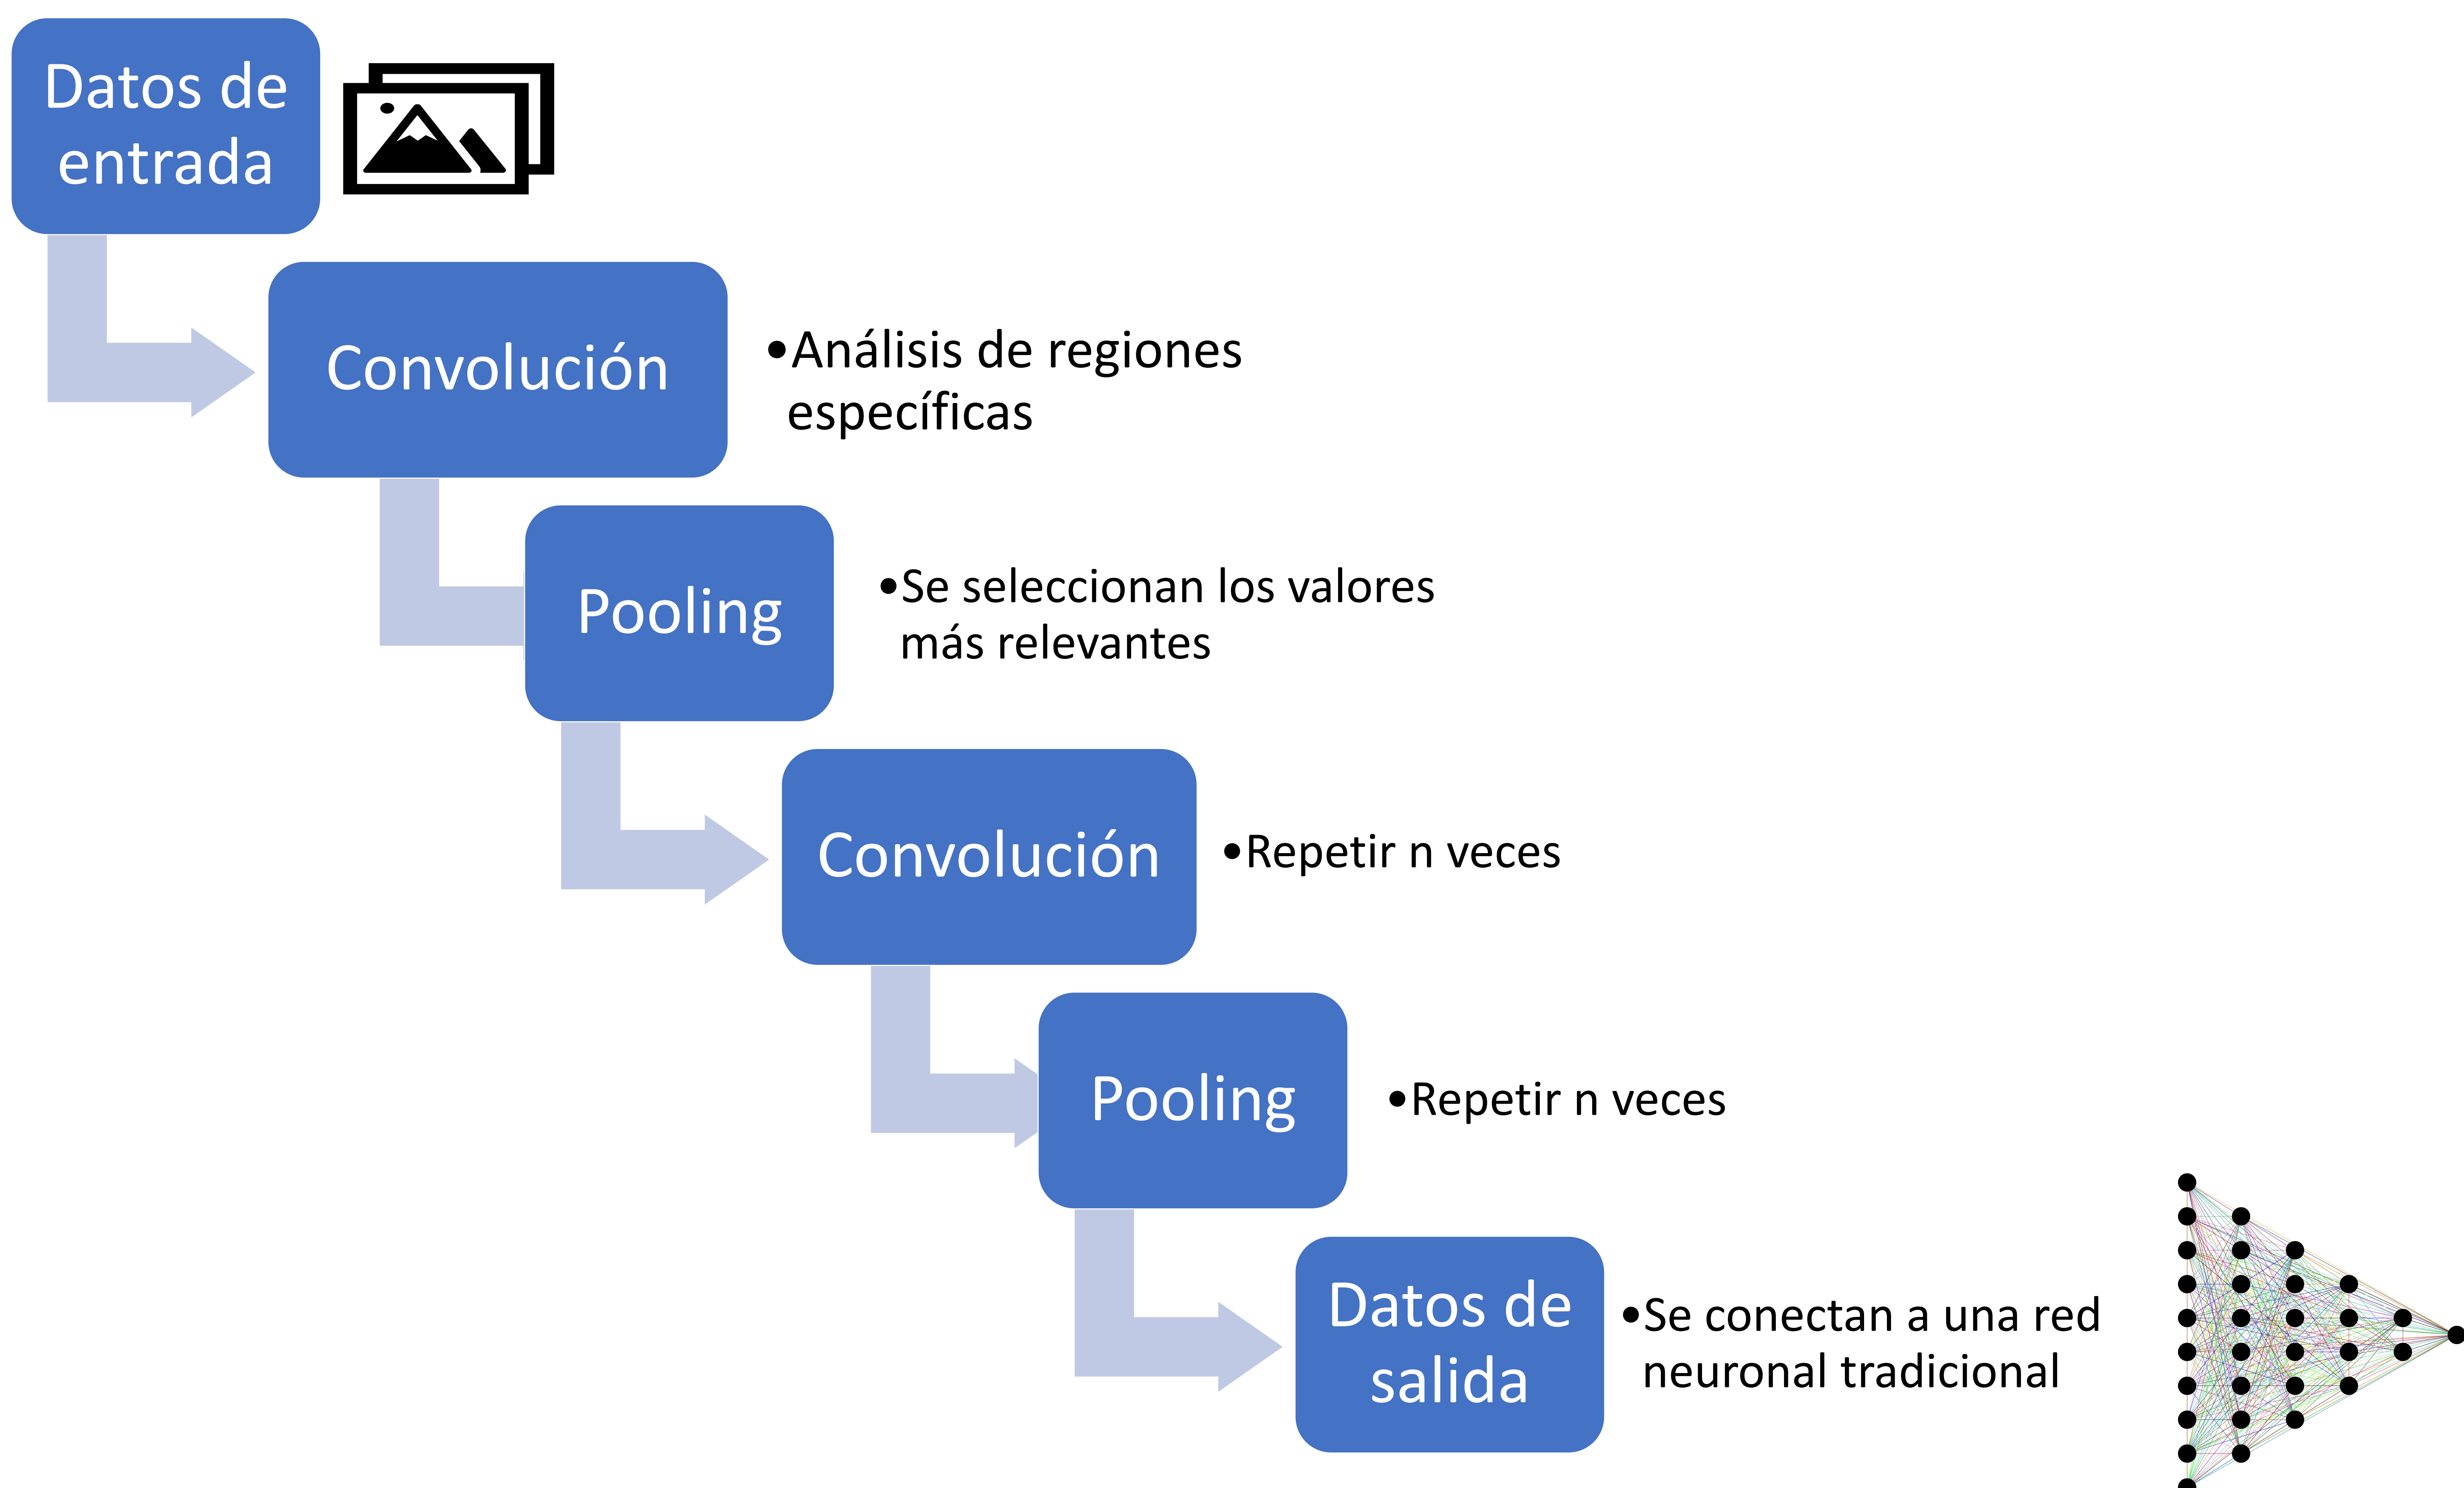 Datos de
entrada
Convolución
•Análisis de regiones
específicas
Pooling
•Se seleccionan los valores
más relevantes
Convolución
•Repetir n veces
Pooling
•Repetir n veces
Datos de
salida
•Se conectan a una red
neuronal tradicional